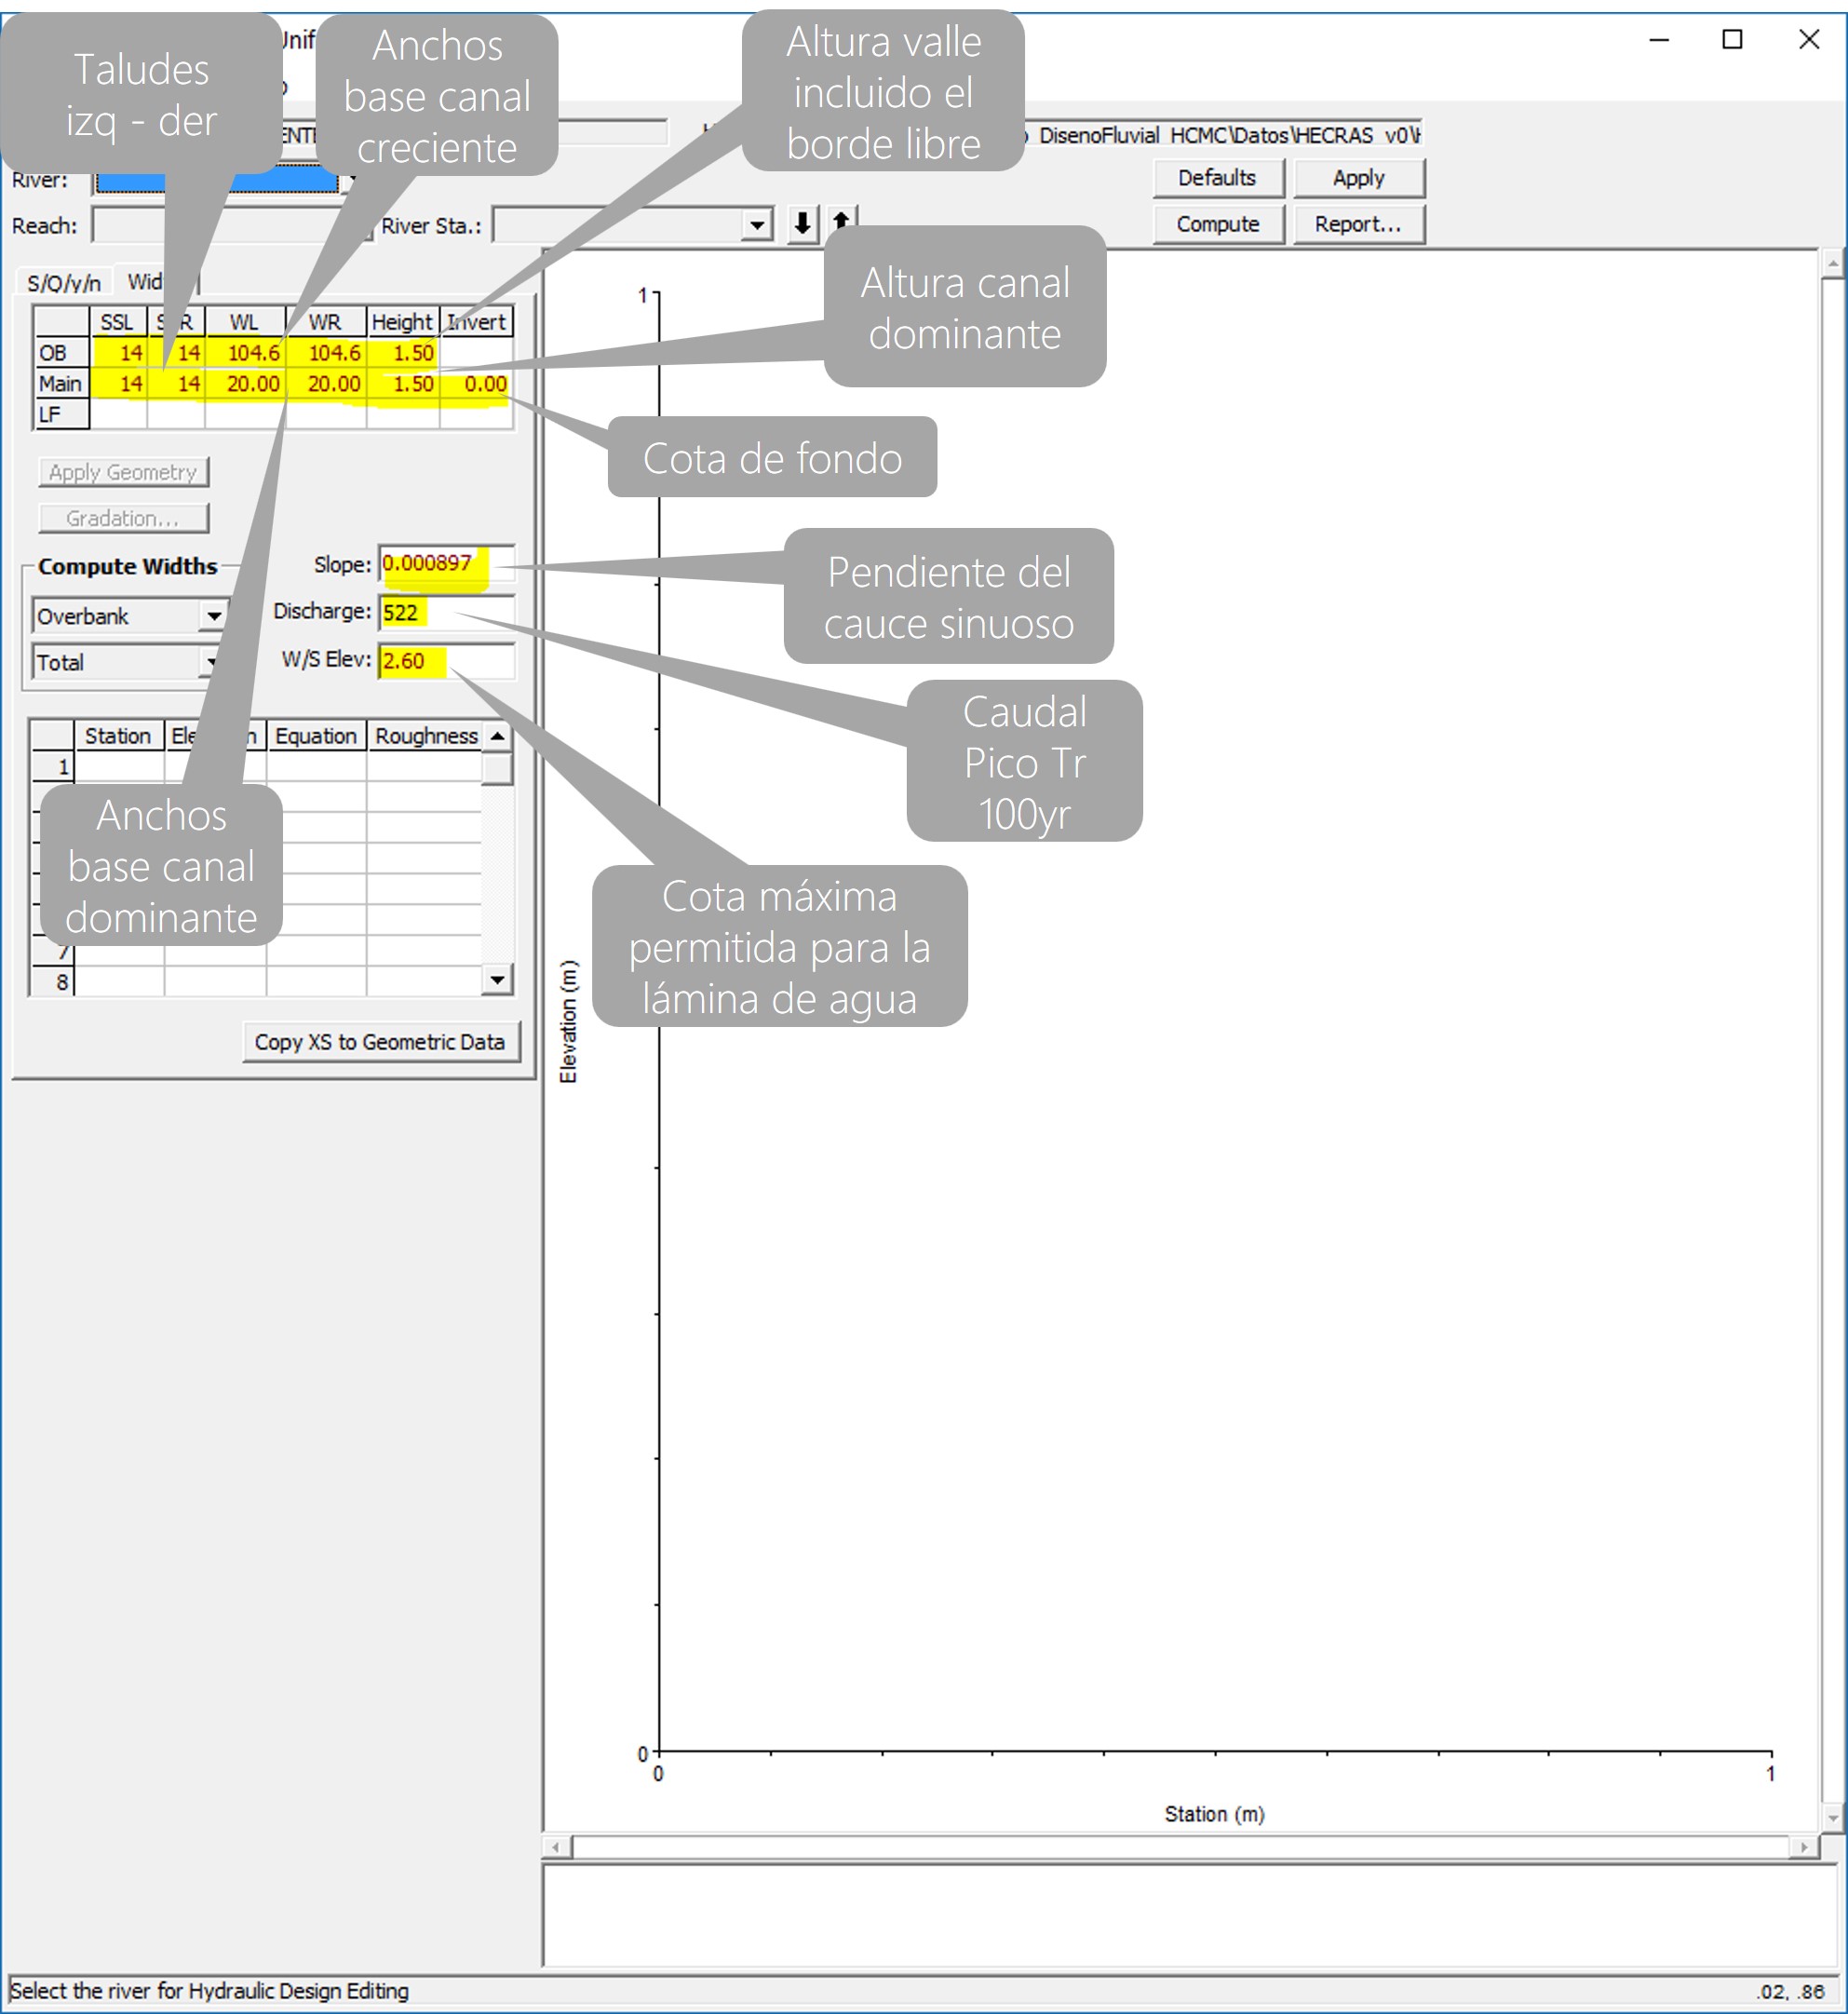 Taludes
izq - der
Anchos
base canal
creciente
Altura valle
incluido el
borde libre
DisenoFluvial HCMC\Datos\HECRAS v0\
River:
Defaults
Apply
Reach:
River Sta.:
Compute
Report...
S/Q/y/n
SSL WL WR Height Invert
OB 14 14 104.6 104.6 1.50
Main 14 14 20.00 20.00 1.50 0.00
LF
Altura canal
dominante
Cota de fondo
Apply Geometry
Gradation...
Compute Widths
Overbank
Total
Slope: 0.000897
Discharge: 522
W/S Elev: 2.60
Pendiente del
cauce sinuoso
Caudal
Pico Tr
100yr
Station Equation Roughness
1
7
8
Anchos
base canal
dominante
Cota máxima
permitida para la
lámina de agua
Copy XS to Geometric Data
1
Elevation (m)
0
0
1
Station (m)
Select the river for Hydraulic Design Editing
.02, .86